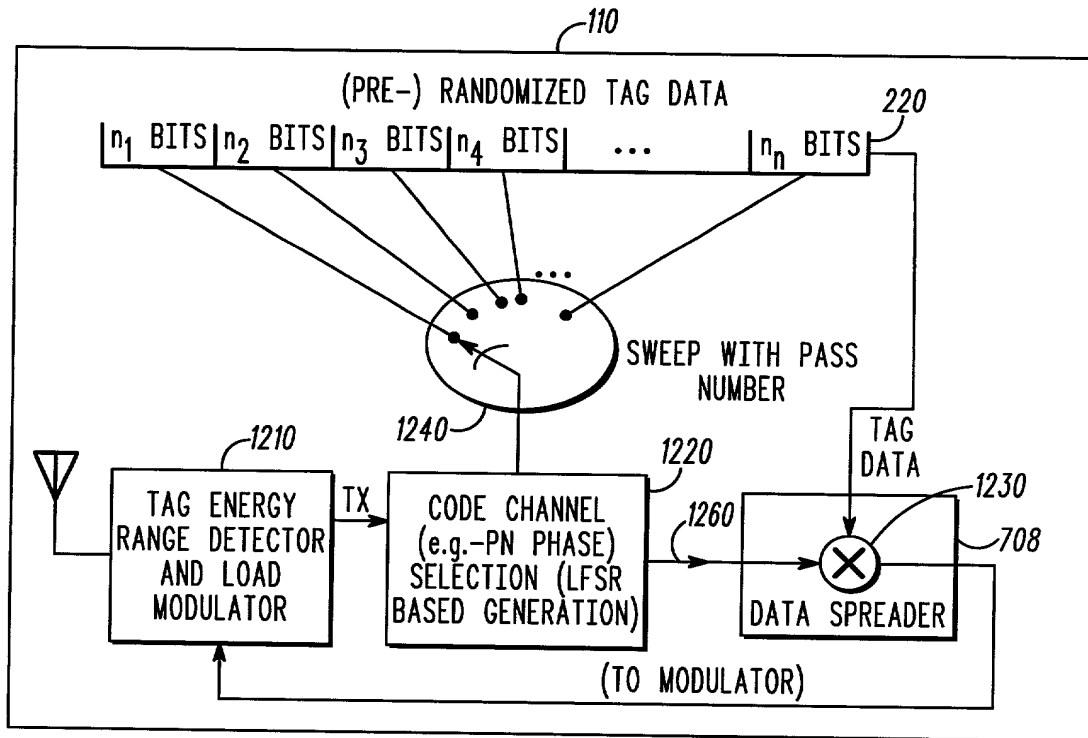 110
(PRE-) RANDOMIZED TAG DATA
220
n1 BITS n2 BITS n3 BITS n4 BITS ... nn BITS
...
SWEEP WITH PASS
NUMBER
1240
TAG
DATA
1210
TAG ENERGY
RANGE DETECTOR
AND LOAD
MODULATOR
TX
1220
CODE CHANNEL
(e.g.-PN PHASE)
SELECTION (LFSR
BASED GENERATION)
1260
1230
708
DATA SPREADER
(TO MODULATOR)